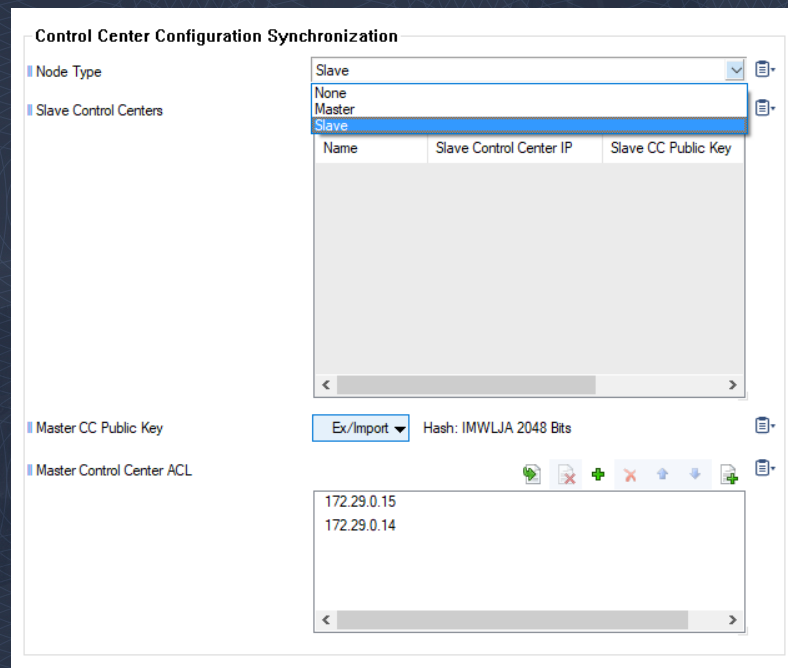 Control Center Configuration Synchronization
Node Type
Slave
None
Master
Slave
Slave Control Centers
Name Slave Control Center IP Slave CC Public Key
Master CC Public Key
Ex/Import Hash: IMWLJA 2048 Bits
Master Control Center ACL
172.29.0.15
172.29.0.14